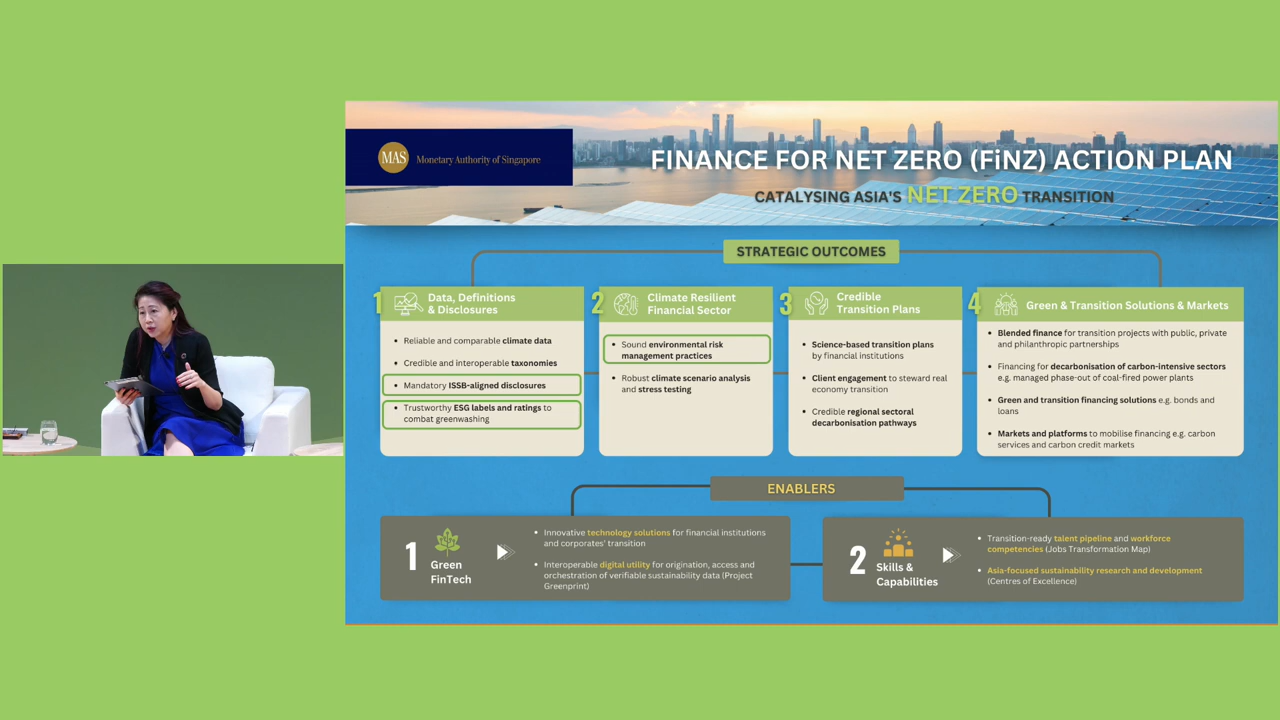 MAS Monetary Authority of Singapore
FINANCE FOR NET ZERO (FiNZ) ACTION PLAN
CATALYSING ASIA'S NET ZERO TRANSITION
STRATEGIC OUTCOMES
1
Data, Definitions
& Disclosures
• Reliable and comparable climate data
• Credible and interoperable taxonomies
• Mandatory ISSB-aligned disclosures
• Trustworthy ESG labels and ratings to
combat greenwashing
2
Climate Resilient
Financial Sector
• Sound environmental risk
management practices
• Robust climate scenario analysis
and stress testing
3
Credible
Transition Plans
• Science-based transition plans
by financial institutions
• Client engagement to steward real
economy transition
• Credible regional sectoral
decarbonisation pathways
4
Green & Transition Solutions & Markets
• Blended finance for transition projects with public, private
and philanthropic partnerships
• Financing for decarbonisation of carbon-intensive sectors
e.g. managed phase-out of coal-fired power plants
• Green and transition financing solutions e.g. bonds and
loans
• Markets and platforms to mobilise financing e.g. carbon
services and carbon credit markets
ENABLERS
1
Green
FinTech
• Innovative technology solutions for financial institutions
and corporates' transition
• Interoperable digital utility for origination, access and
orchestration of verifiable sustainability data (Project
Greenprint)
2
Skills &
Capabilities
• Transition-ready talent pipeline and workforce
competencies (Jobs Transformation Map)
• Asia-focused sustainability research and development
(Centres of Excellence)